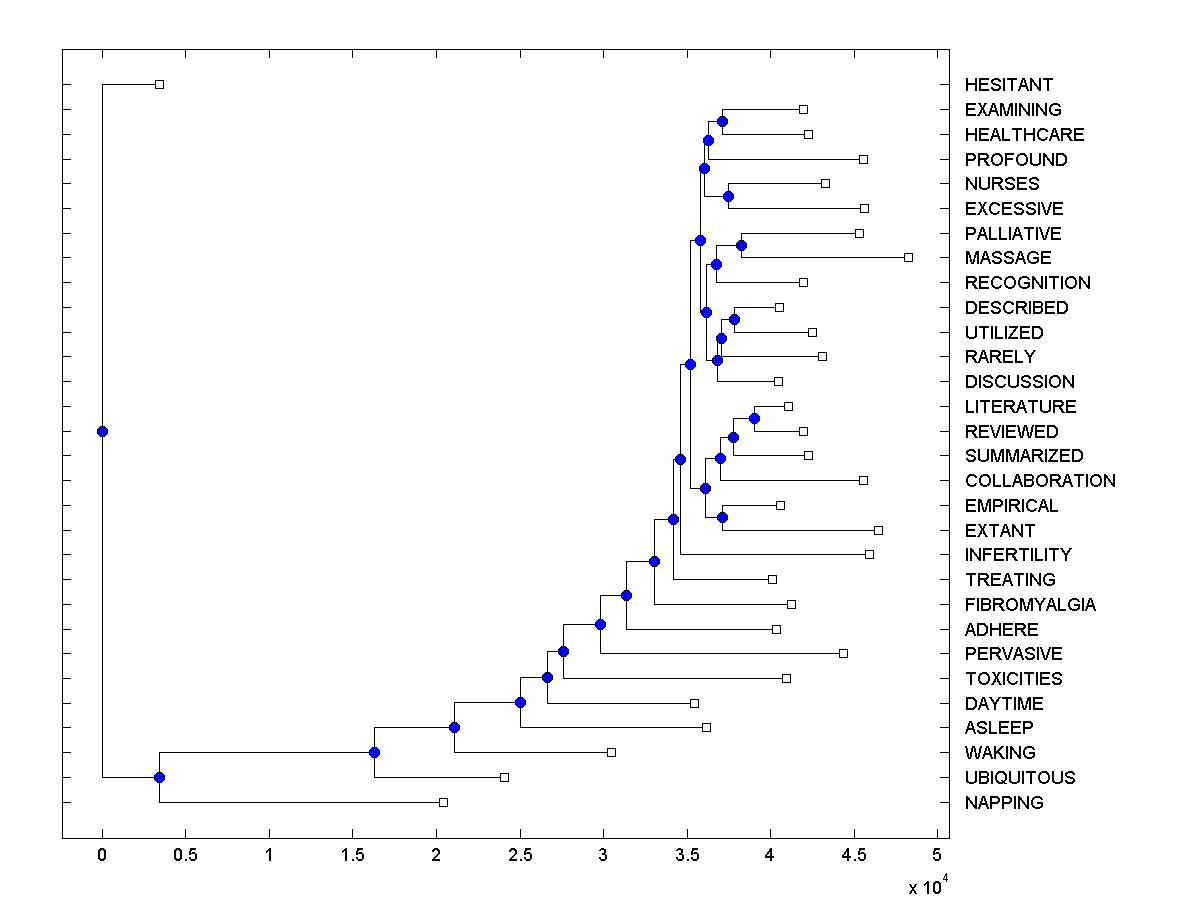 HESITANT
EXAMINING
HEALTHCARE
PROFOUND
NURSES
EXCESSIVE
PALLIATIVE
MASSAGE
RECOGNITION
DESCRIBED
UTILIZED
RARELY
DISCUSSION
LITERATURE
REVIEWED
SUMMARIZED
COLLABORATION
EMPIRICAL
EXTANT
INFERTILITY
TREATING
FIBROMYALGIA
ADHERE
PERVASIVE
TOXICITIES
DAYTIME
ASLEEP
WAKING
UBIQUITOUS
NAPPING
0 0.5 1 1.5 2 2.5 3 3.5 4 4.5 5
x 10^4